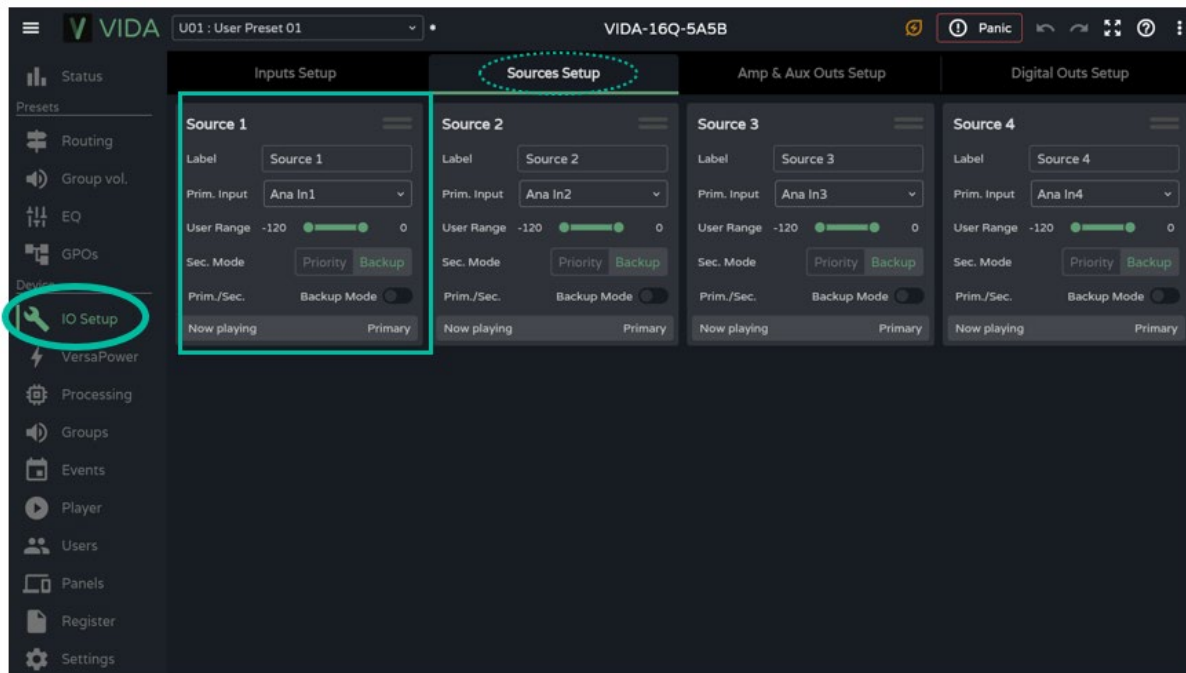 VIDA
U01 : User Preset 01
VIDA-16Q-5A5B
Panic
Status
Presets
Routing
Group vol.
EQ
GPOs
Device
IO Setup
VersaPower
Processing
Groups
Events
Player
Users
Panels
Register
Settings
Inputs Setup
Sources Setup
Amp & Aux Outs Setup
Digital Outs Setup
Source 1
Label Source 1
Prim. Input Ana In1
User Range -120 0
Sec. Mode Priority Backup
Prim./Sec. Backup Mode
Now playing Primary
Source 2
Label Source 2
Prim. Input Ana In2
User Range -120 0
Sec. Mode Priority Backup
Prim./Sec. Backup Mode
Now playing Primary
Source 3
Label Source 3
Prim. Input Ana In3
User Range -120 0
Sec. Mode Priority Backup
Prim./Sec. Backup Mode
Now playing Primary
Source 4
Label Source 4
Prim. Input Ana In4
User Range -120 0
Sec. Mode Priority Backup
Prim./Sec. Backup Mode
Now playing Primary